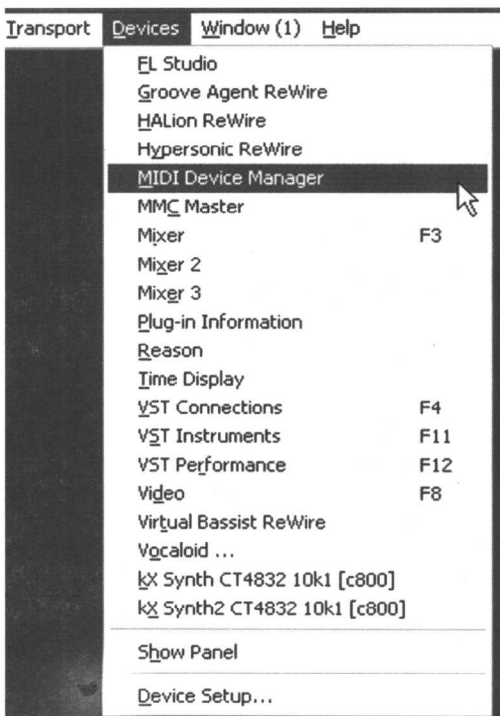 Transport Devices Window (1) Help
FL Studio
Groove Agent ReWire
HALion ReWire
Hypersonic ReWire
MIDI Device Manager
MMC Master
Mixer F3
Mixer 2
Mixer 3
Plug-in Information
Reason
Time Display
VST Connections F4
VST Instruments F11
VST Performance F12
Video F8
Virtual Bassist ReWire
Vocaloid ...
kX Synth CT4832 10k1 [c800]
kX Synth2 CT4832 10k1 [c800]
Show Panel
Device Setup...